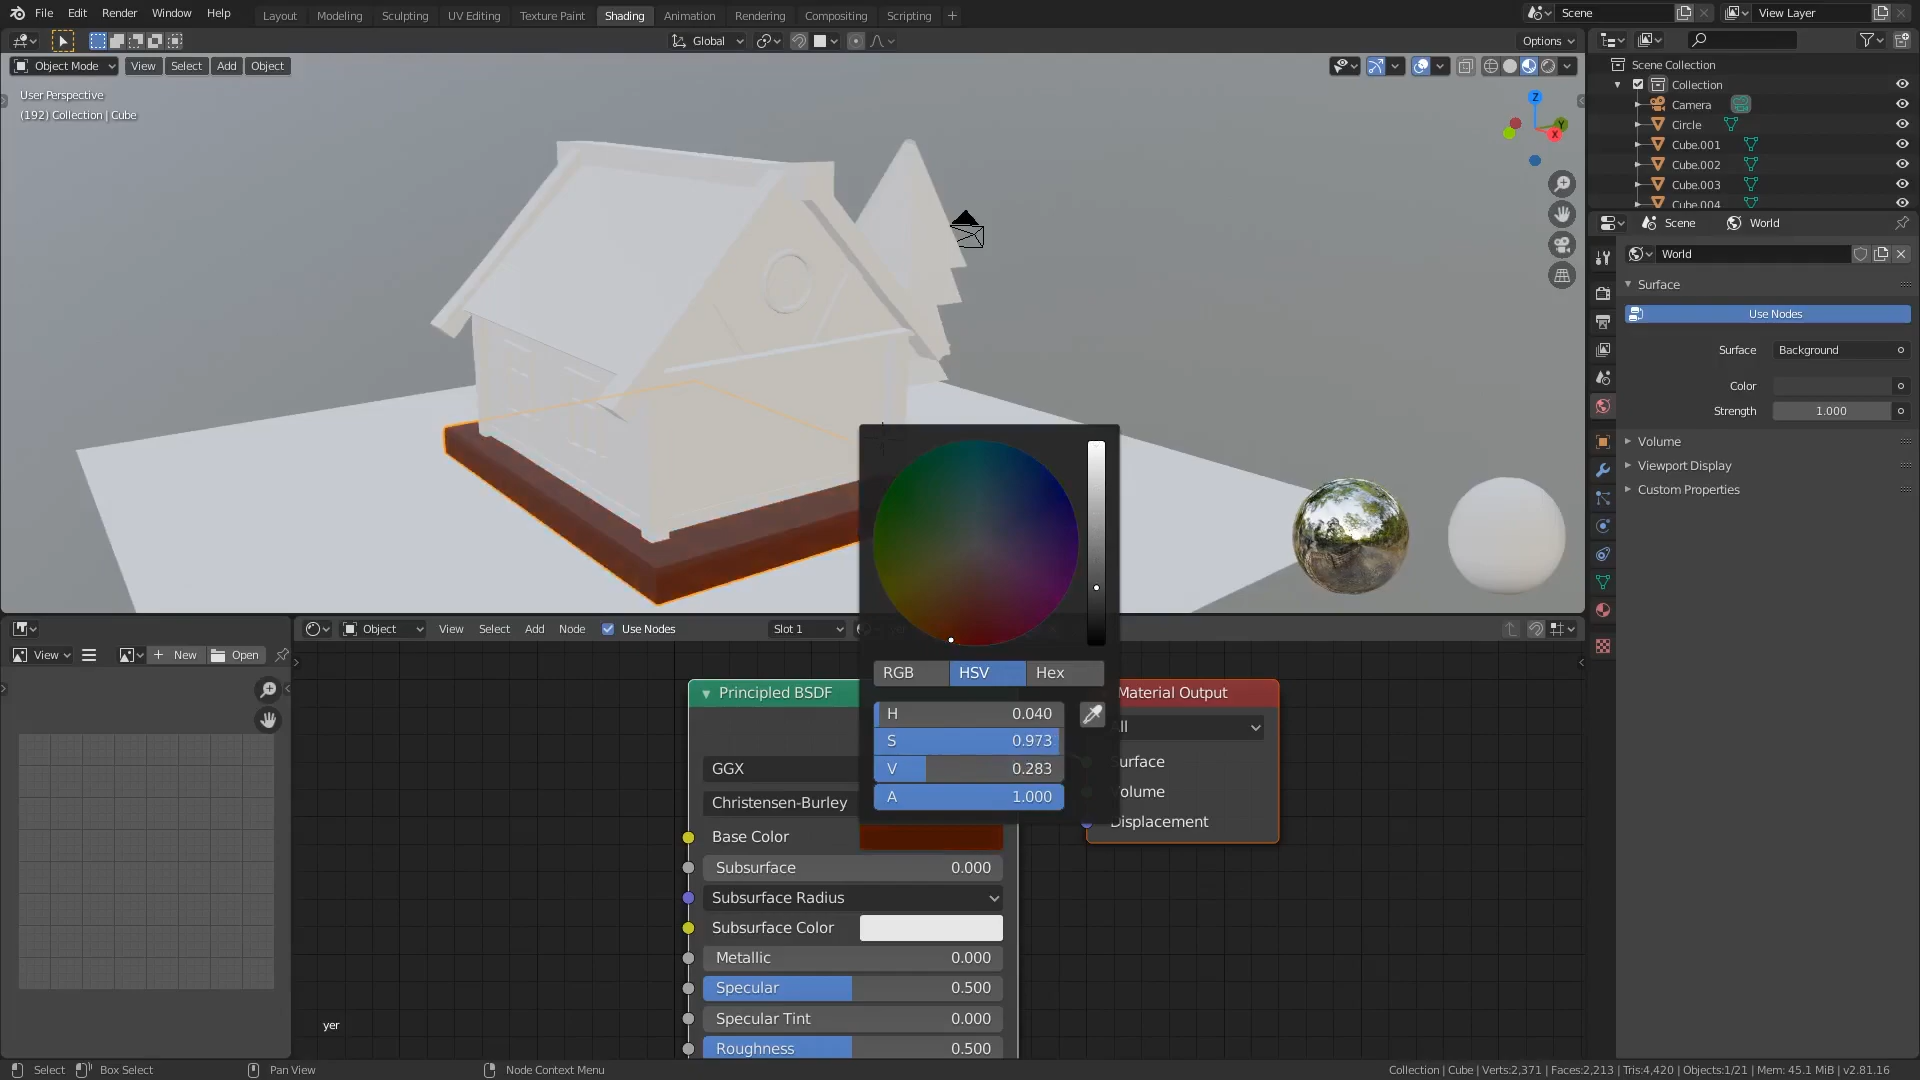 File Edit Render Window Help
Layout Modeling Sculpting UV Editing Texture Paint Shading Animation Rendering Compositing Scripting +
Scene View Layer
Global Options
Object Mode View Select Add Object
User Perspective
(192) Collection | Cube
Z
Y
X
Scene Collection
Collection
Camera
Circle
Cube.001
Cube.002
Cube.003
Cube.004
Scene World
World
Surface
Use Nodes
Surface Background
Color
Strength 1.000
Volume
Viewport Display
Custom Properties
Object View Select Add Node Use Nodes Slot 1
View New Open
RGB HSV Hex
H 0.040
S 0.973
V 0.283
A 1.000
Principled BSDF
GGX
Christensen-Burley
Base Color
Subsurface 0.000
Subsurface Radius
Subsurface Color
Metallic 0.000
Specular 0.500
Specular Tint 0.000
Roughness 0.500
Material Output
All
Surface
Volume
Displacement
yer
Select Box Select Pan View Node Context Menu
Collection | Cube | Verts:2,371 | Faces:2,213 | Tris:4,420 | Objects:1/21 | Mem: 45.1 MiB | v2.81.16